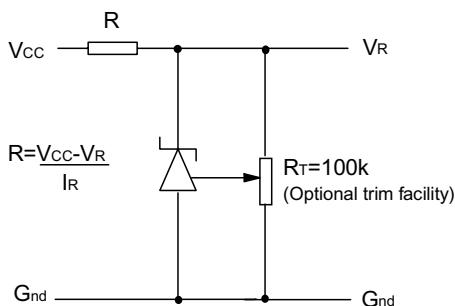 R
VCC
VR
R=VCC-VR
IR
RT=100k
(Optional trim facility)
Gnd
Gnd